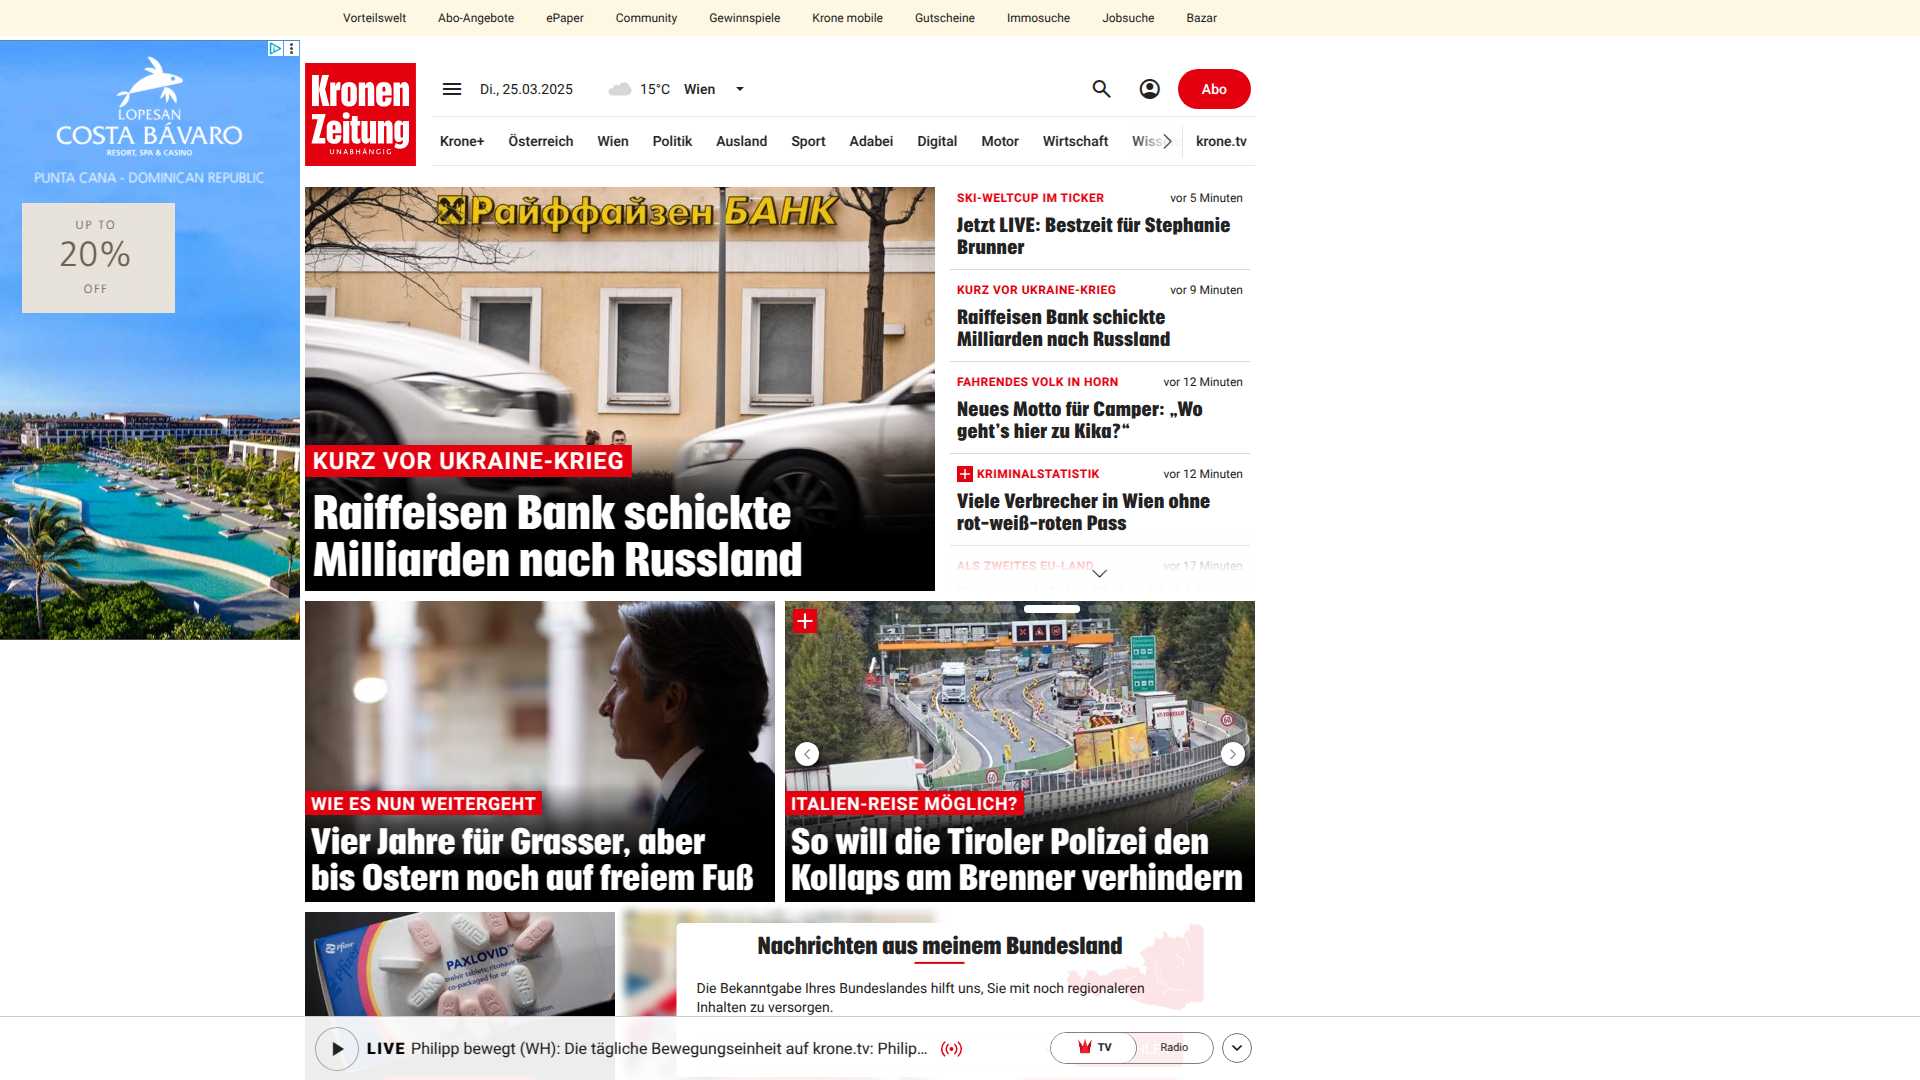 Vorteilswelt Abo-Angebote ePaper Community Gewinnspiele Krone mobile Gutscheine Immosuche Jobsuche Bazar
LOPESAN
COSTA BÁVARO
RESORT, SPA & CASINO
PUNTA CANA - DOMINICAN REPUBLIC
UP TO
20%
OFF
Kronen
Zeitung
UNABHÄNGIG
Di., 25.03.2025 15°C Wien
Abo
Krone+ Österreich Wien Politik Ausland Sport Adabei Digital Motor Wirtschaft Wiss krone.tv
Райффайзен БАНК
KURZ VOR UKRAINE-KRIEG
Raiffeisen Bank schickte
Milliarden nach Russland
SKI-WELTCUP IM TICKER vor 5 Minuten
Jetzt LIVE: Bestzeit für Stephanie
Brunner
KURZ VOR UKRAINE-KRIEG vor 9 Minuten
Raiffeisen Bank schickte
Milliarden nach Russland
FAHRENDES VOLK IN HORN vor 12 Minuten
Neues Motto für Camper: „Wo
geht’s hier zu Kika?“
KRIMINALSTATISTIK vor 12 Minuten
Viele Verbrecher in Wien ohne
rot-weiß-roten Pass
ALS ZWEITES EU-LAND vor 17 Minuten
WIE ES NUN WEITERGEHT
Vier Jahre für Grasser, aber
bis Ostern noch auf freiem Fuß
ITALIEN-REISE MÖGLICH?
So will die Tiroler Polizei den
Kollaps am Brenner verhindern
Pfizer
PAXLOVID
Nachrichten aus meinem Bundesland
Die Bekanntgabe Ihres Bundeslandes hilft uns, Sie mit noch regionaleren
Inhalten zu versorgen.
LIVE Philipp bewegt (WH): Die tägliche Bewegungseinheit auf krone.tv: Philip...
TV Radio